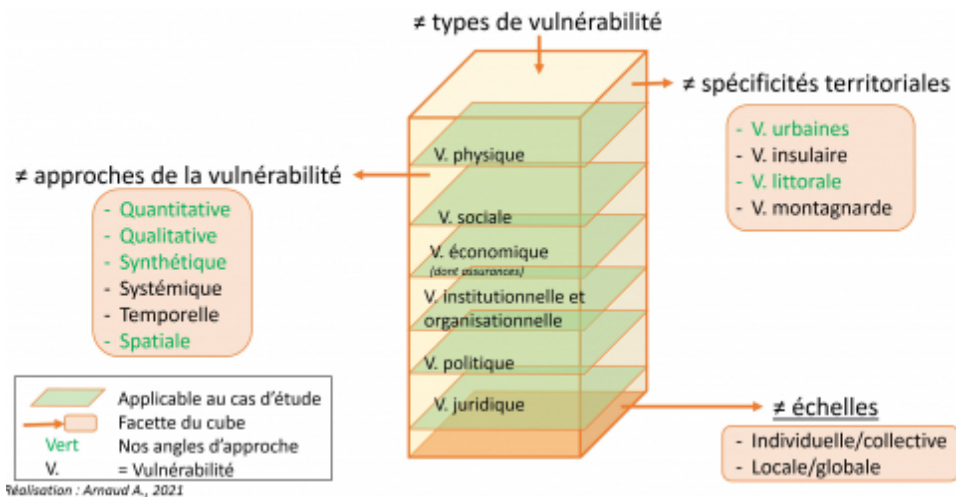 ≠ types de vulnérabilité
≠ spécificités territoriales
- V. urbaines
- V. insulaire
- V. littorale
- V. montagnarde
≠ approches de la vulnérabilité
- Quantitative
- Qualitative
- Synthétique
- Systémique
- Temporelle
- Spatiale
V. physique
V. sociale
V. économique
(dont assurances)
V. institutionnelle et
organisationnelle
V. politique
V. juridique
≠ échelles
- Individuelle/collective
- Locale/globale
Applicable au cas d'étude
Facette du cube
Vert Nos angles d'approche
V. = Vulnérabilité
Réalisation : Arnaud A., 2021